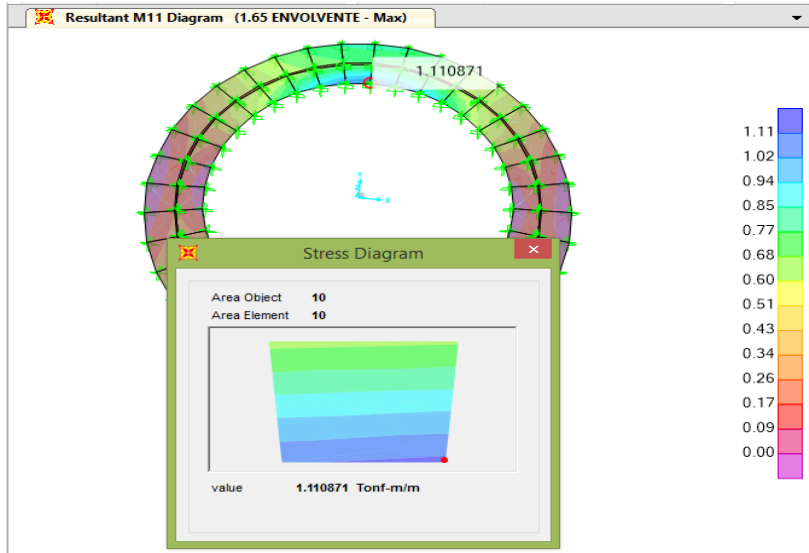 Resultant M11 Diagram (1.65 ENVOLVENTE - Max)
1.110871
Y
Z
X
1.11
1.02
0.94
0.85
0.77
0.68
0.60
0.51
0.43
0.34
0.26
0.17
0.09
0.00
Stress Diagram
Area Object 10
Area Element 10
value 1.110871 Tonf-m/m